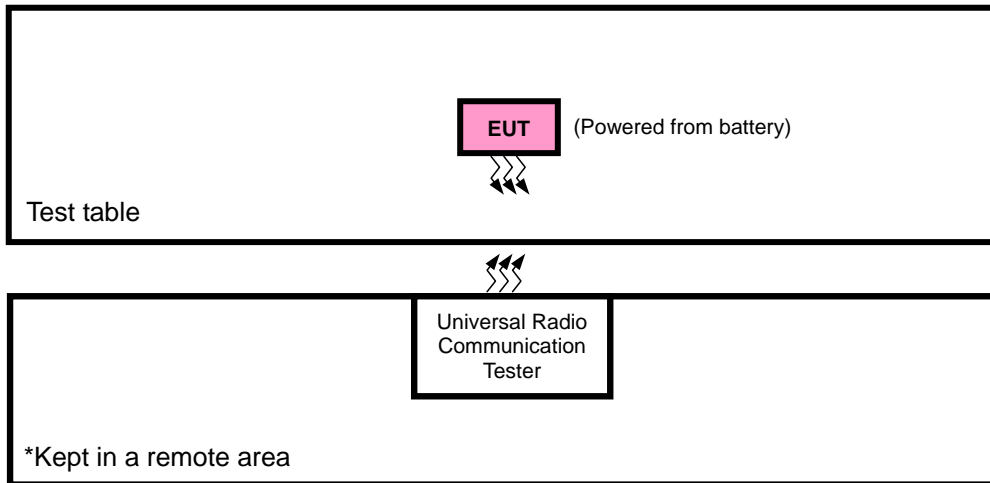 EUT
(Powered from battery)
Test table
Universal Radio
Communication
Tester
*Kept in a remote area